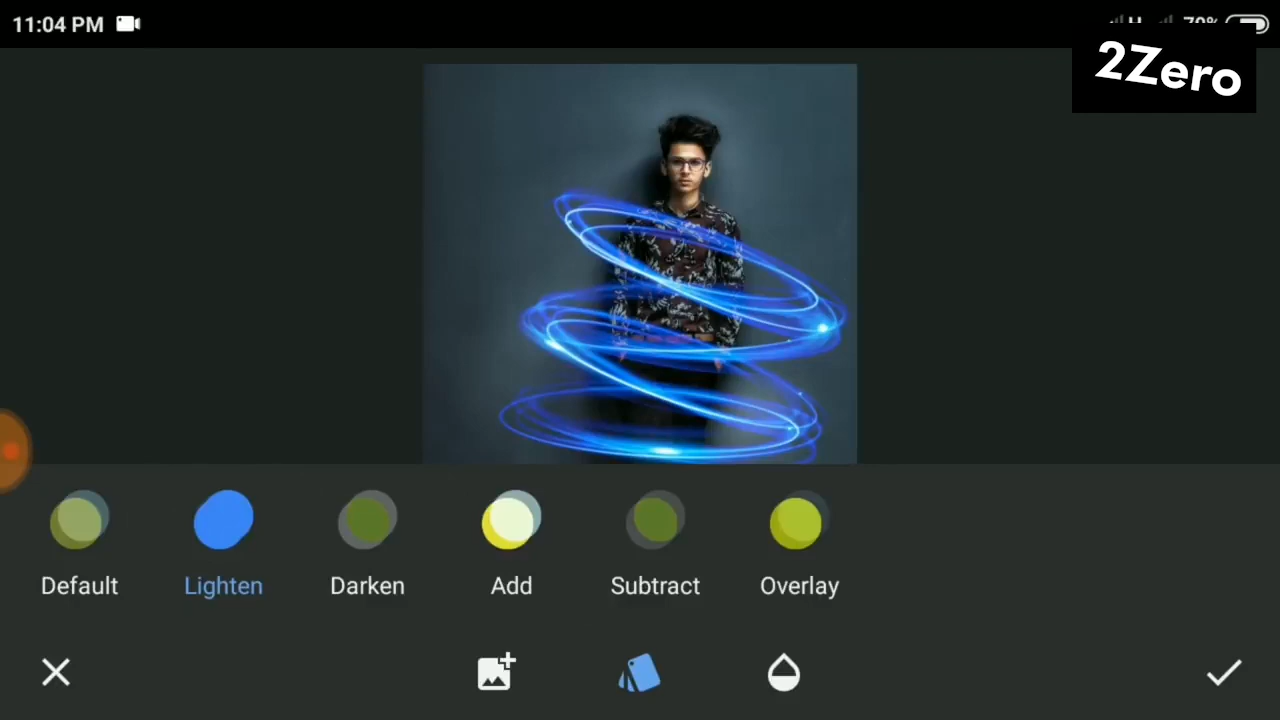 11:04 PM
2Zero
Default
Lighten
Darken
Add
Subtract
Overlay